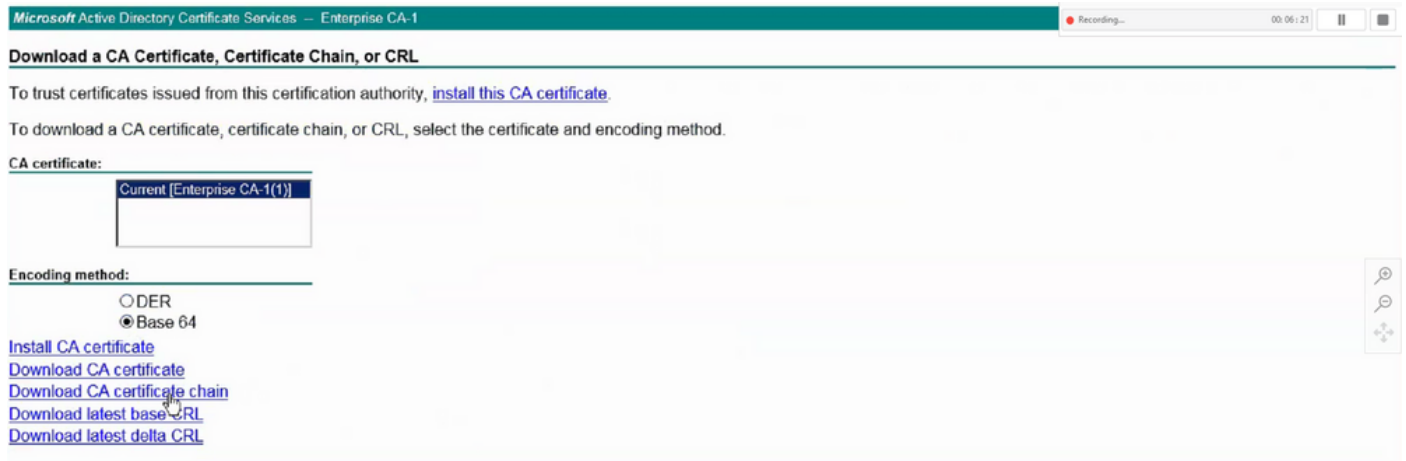 Microsoft Active Directory Certificate Services -- Enterprise CA-1
Recording... 00:06:21
Download a CA Certificate, Certificate Chain, or CRL
To trust certificates issued from this certification authority, install this CA certificate.
To download a CA certificate, certificate chain, or CRL, select the certificate and encoding method.
CA certificate:
Current [Enterprise CA-1(1)]
Encoding method:
DER
Base 64
Install CA certificate
Download CA certificate
Download CA certificate chain
Download latest base CRL
Download latest delta CRL